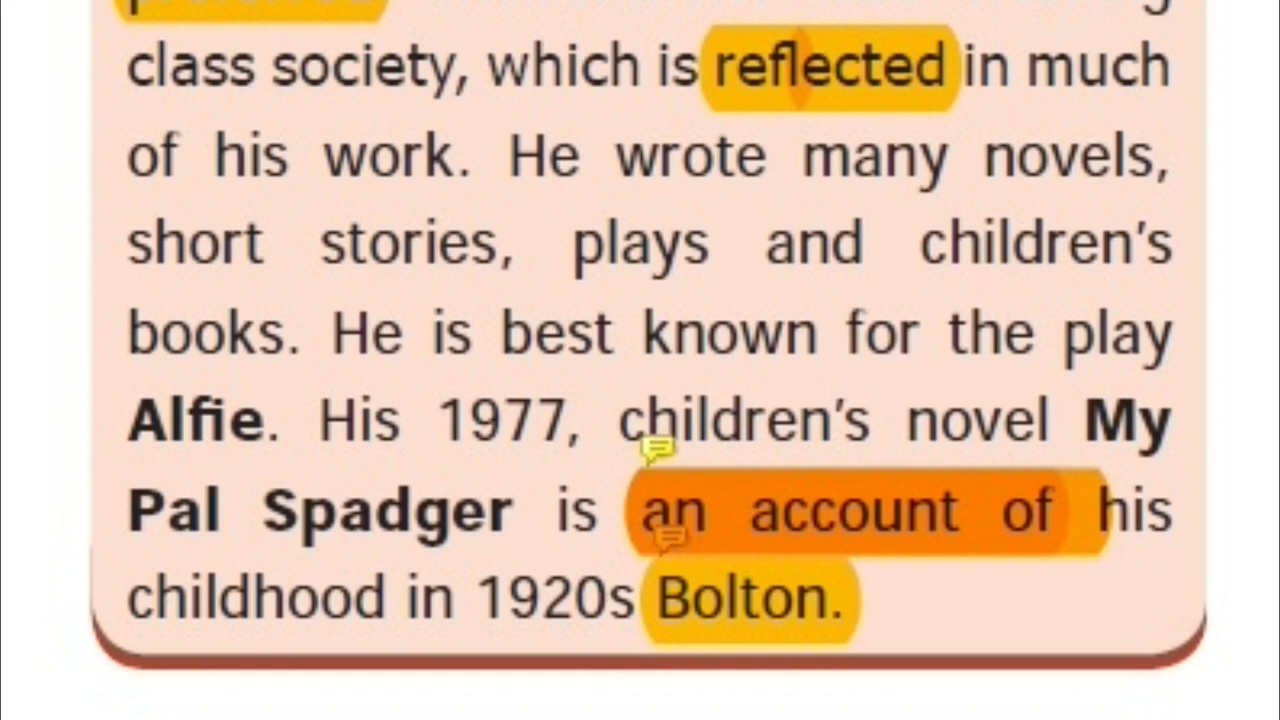 class society, which is reflected in much
of his work. He wrote many novels,
short stories, plays and children's
books. He is best known for the play
Alfie. His 1977, children's novel My
Pal Spadger is an account of his
childhood in 1920s Bolton.